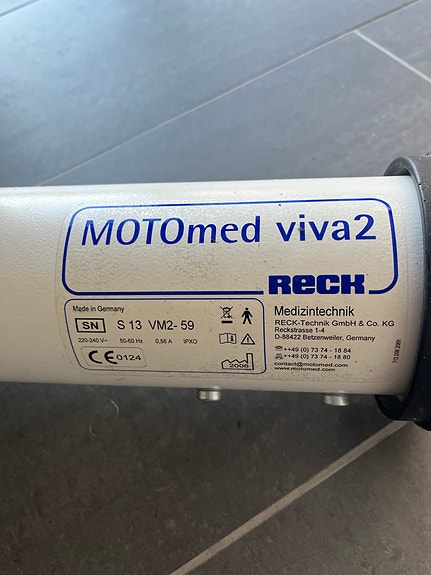 MOTOmed viva2
RECK
Made in Germany
SN S 13 VM2-59
220-240 V~ 50-60 Hz 0,56 A IPXO
CE 0124
2006
Medizintechnik
RECK-Technik GmbH & Co. KG
Reckstrasse 1-4
D-88422 Betzenweiler, Germany
++49 (0) 73 74 - 18 84
++49 (0) 73 74 - 18 80
contact@motomed.com
www.motomed.com